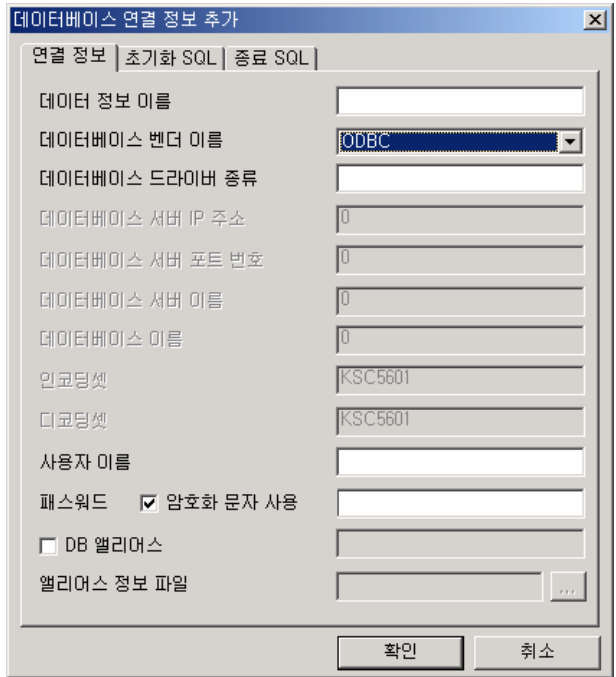 데이터베이스 연결 정보 추가
연결 정보 초기화 SQL 종료 SQL
데이터 정보 이름
데이터베이스 벤더 이름 ODBC
데이터베이스 드라이버 종류
데이터베이스 서버 IP 주소 0
데이터베이스 서버 포트 번호 0
데이터베이스 서버 이름 0
데이터베이스 이름 0
인코딩셋 KSC5601
디코딩셋 KSC5601
사용자 이름
패스워드 암호화 문자 사용
DB 앨리어스
앨리어스 정보 파일 ...
확인 취소